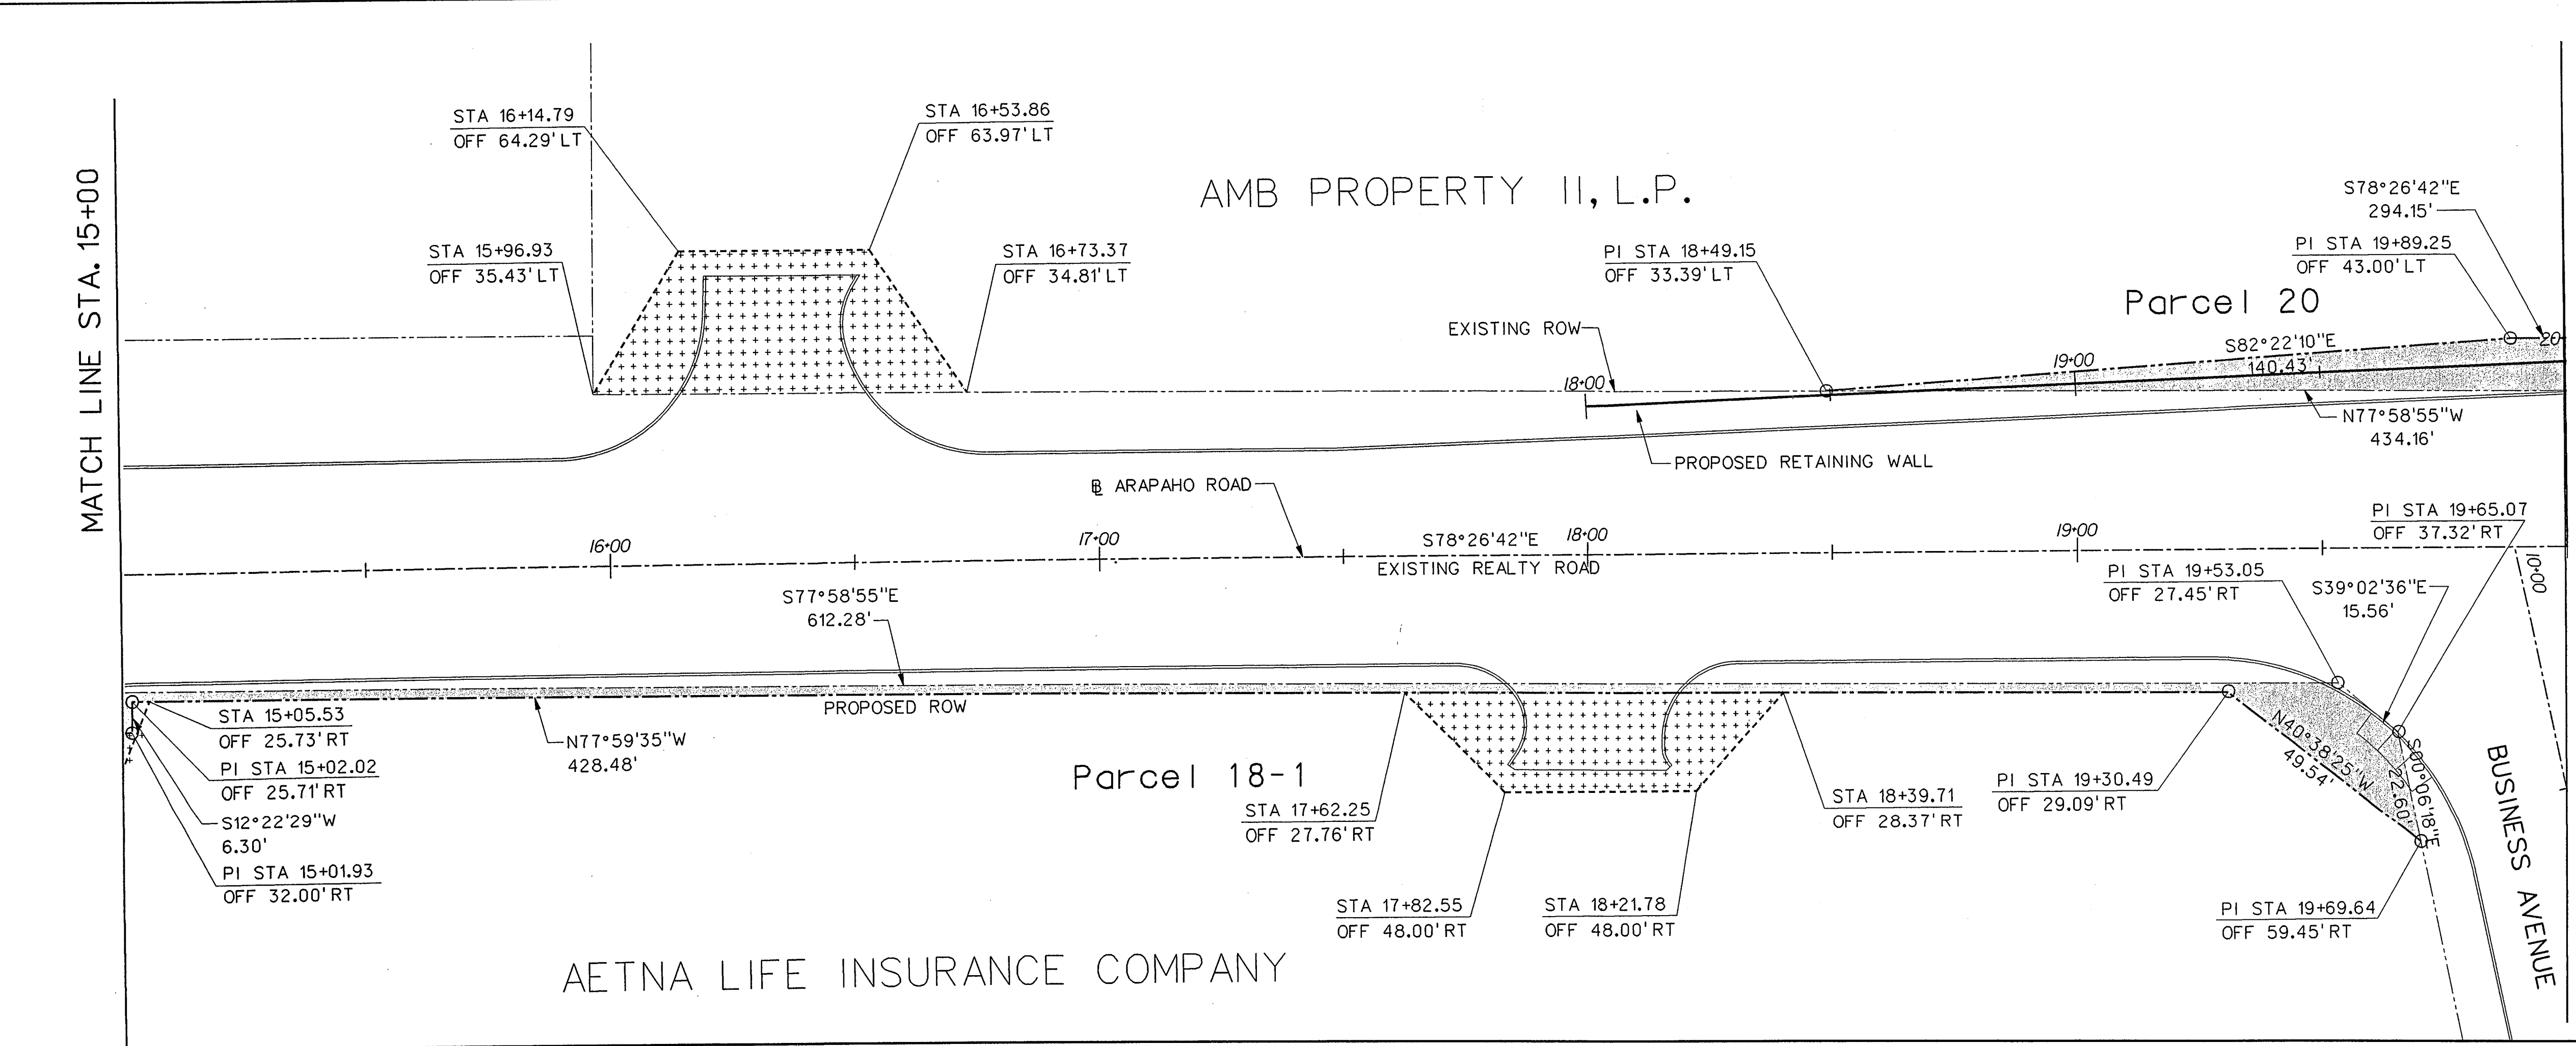 MATCH LINE STA. 15+00
STA 16+14.79
OFF 64.29' LT
STA 16+53.86
OFF 63.97' LT
STA 15+96.93
OFF 35.43' LT
STA 16+73.37
OFF 34.81' LT
AMB PROPERTY II, L.P.
PI STA 18+49.15
OFF 33.39' LT
S78°26'42"E
294.15'
PI STA 19+89.25
OFF 43.00' LT
Parcel 20
EXISTING ROW
S82°22'10"E
140.43'
20
18+00
19+00
N77°58'55"W
434.16'
PROPOSED RETAINING WALL
BL ARAPAHO ROAD
16+00
17+00
S78°26'42"E
18+00
19+00
EXISTING REALTY ROAD
PI STA 19+65.07
OFF 37.32' RT
10+00
PI STA 19+53.05
OFF 27.45' RT
S39°02'36"E
15.56'
S77°58'55"E
612.28'
PROPOSED ROW
STA 15+05.53
OFF 25.73' RT
PI STA 15+02.02
OFF 25.71' RT
S12°22'29"W
6.30'
PI STA 15+01.93
OFF 32.00' RT
N77°59'35"W
428.48'
Parcel 18-1
STA 17+62.25
OFF 27.76' RT
STA 18+39.71
OFF 28.37' RT
PI STA 19+30.49
OFF 29.09' RT
N40°38'25"W
49.54'
S00°06'18"E
22.60'
BUSINESS AVENUE
STA 17+82.55
OFF 48.00' RT
STA 18+21.78
OFF 48.00' RT
PI STA 19+69.64
OFF 59.45' RT
AETNA LIFE INSURANCE COMPANY